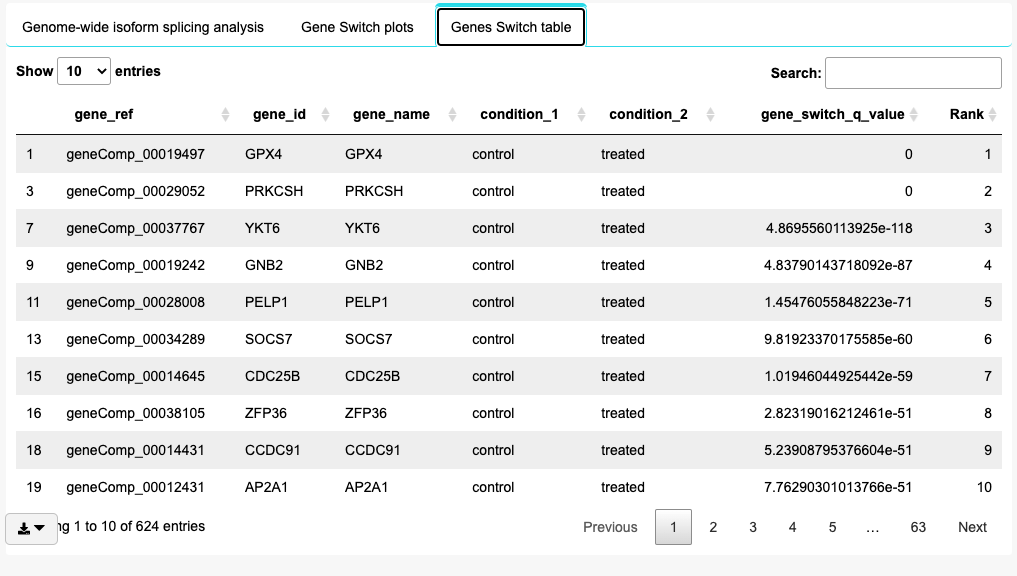 Genome-wide isoform splicing analysis Gene Switch plots Genes Switch table
Show 10 entries Search:
gene_ref gene_id gene_name condition_1 condition_2 gene_switch_q_value Rank
1 geneComp_00019497 GPX4 GPX4 control treated 0 1
3 geneComp_00029052 PRKCSH PRKCSH control treated 0 2
7 geneComp_00037767 YKT6 YKT6 control treated 4.8695560113925e-118 3
9 geneComp_00019242 GNB2 GNB2 control treated 4.83790143718092e-87 4
11 geneComp_00028008 PELP1 PELP1 control treated 1.45476055848223e-71 5
13 geneComp_00034289 SOCS7 SOCS7 control treated 9.81923370175585e-60 6
15 geneComp_00014645 CDC25B CDC25B control treated 1.01946044925442e-59 7
16 geneComp_00038105 ZFP36 ZFP36 control treated 2.82319016212461e-51 8
18 geneComp_00014431 CCDC91 CCDC91 control treated 5.23908795376604e-51 9
19 geneComp_00012431 AP2A1 AP2A1 control treated 7.76290301013766e-51 10
ng 1 to 10 of 624 entries Previous 1 2 3 4 5 … 63 Next